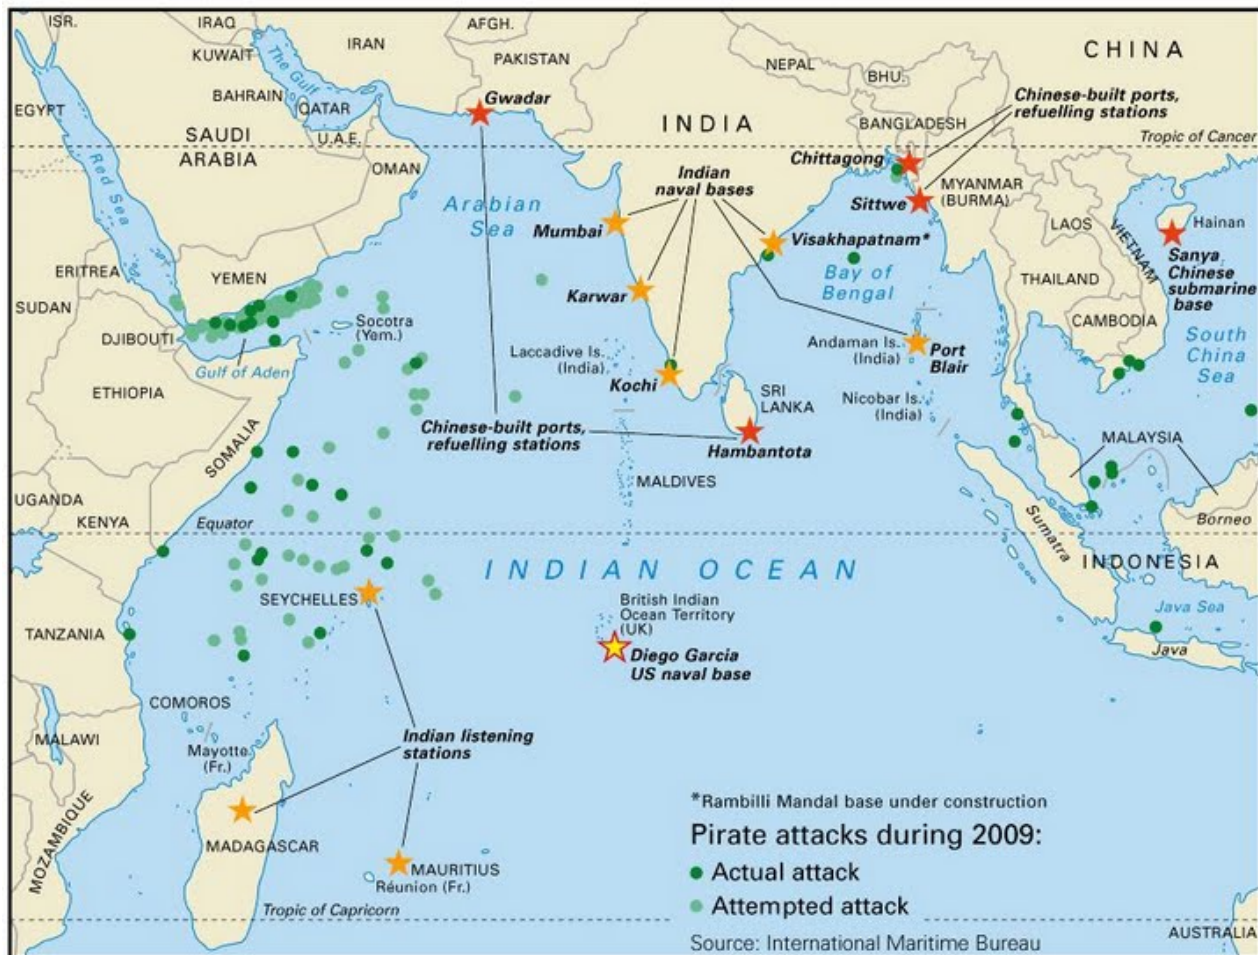 ISR.
IRAQ
KUWAIT
IRAN
AFGH.
PAKISTAN
NEPAL
BHU.
CHINA
EGYPT
The Gulf
BAHRAIN
QATAR
U.A.E.
SAUDI
ARABIA
OMAN
Gwadar
INDIA
BANGLADESH
Chinese-built ports,
refuelling stations
Tropic of Cancer
Red Sea
Arabian
Sea
Indian
naval bases
Chittagong
Sittwe
MYANMAR
(BURMA)
LAOS
VIETNAM
Hainan
Sanya
Chinese
submarine
base
Mumbai
Visakhapatnam*
Bay of
Bengal
THAILAND
CAMBODIA
South
China
Sea
ERITREA
SUDAN
YEMEN
DJIBOUTI
Socotra
(Yem.)
Gulf of Aden
Karwar
Laccadive Is.
(India)
Kochi
Andaman Is.
(India)
Port
Blair
Nicobar Is.
(India)
SRI
LANKA
ETHIOPIA
SOMALIA
Chinese-built ports,
refuelling stations
Hambantota
MALAYSIA
MALDIVES
UGANDA
KENYA
Equator
Sumatra
Borneo
INDONESIA
INDIAN OCEAN
SEYCHELLES
British Indian
Ocean Territory
(UK)
Diego Garcia
US naval base
Java Sea
Java
TANZANIA
COMOROS
Mayotte
(Fr.)
MALAWI
MOZAMBIQUE
Indian listening
stations
MADAGASCAR
MAURITIUS
Réunion (Fr.)
Tropic of Capricorn
*Rambilli Mandal base under construction
Pirate attacks during 2009:
Actual attack
Attempted attack
Source: International Maritime Bureau
AUSTRALIA